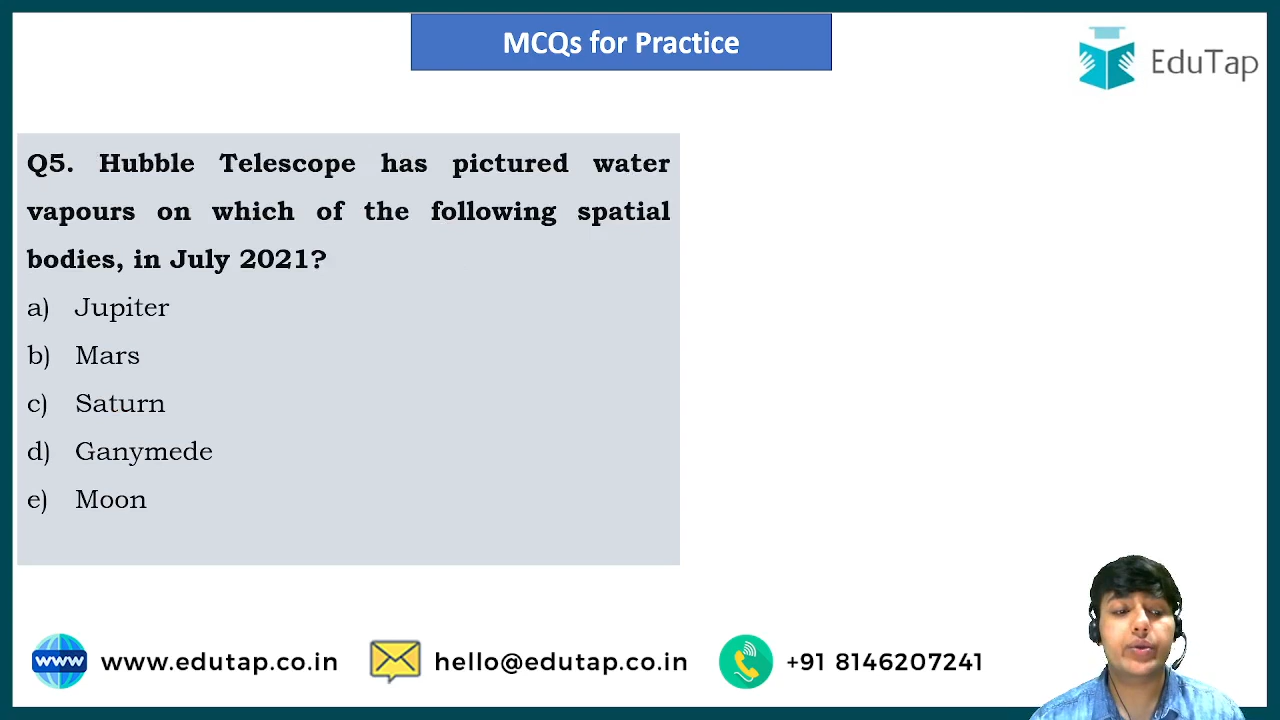 MCQs for Practice
EduTap
Q5. Hubble Telescope has pictured water
vapours on which of the following spatial
bodies, in July 2021?
a) Jupiter
b) Mars
c) Saturn
d) Ganymede
e) Moon
www www.edutap.co.in hello@edutap.co.in +91 8146207241